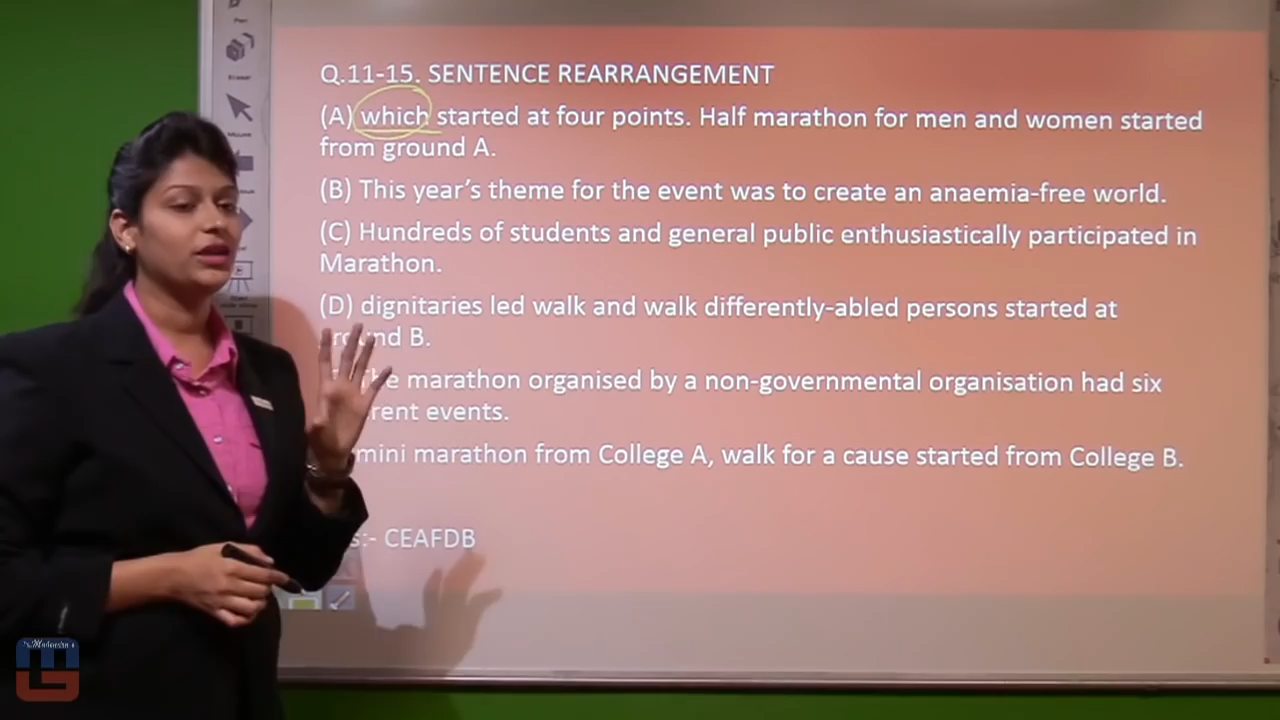 Q.11-15. SENTENCE REARRANGEMENT
(A) which started at four points. Half marathon for men and women started
from ground A.
(B) This year's theme for the event was to create an anaemia-free world.
(C) Hundreds of students and general public enthusiastically participated in
Marathon.
(D) dignitaries led walk and walk differently-abled persons started at
B.
marathon organised by a non-governmental organisation had six
events.
mini marathon from College A, walk for a cause started from College B.
:- CEAFDB